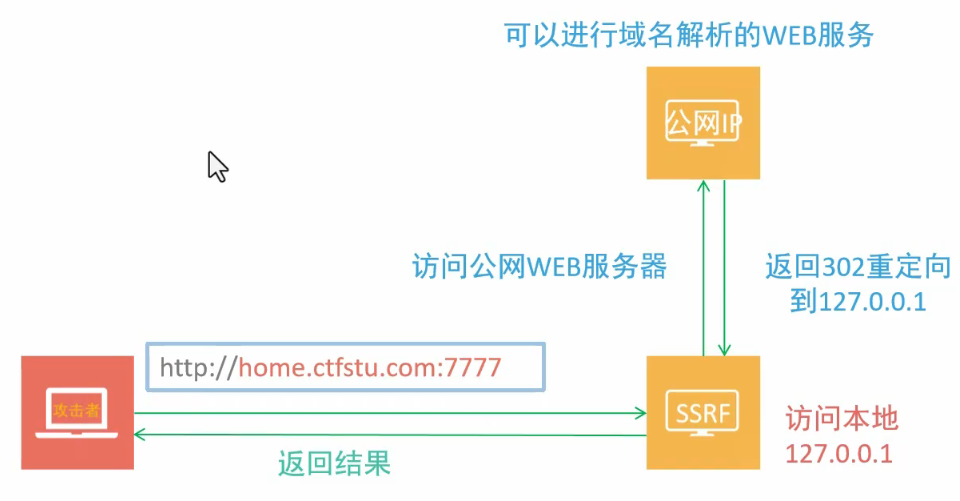 可以进行域名解析的WEB服务
公网IP
访问公网WEB服务器
返回302重定向
到127.0.0.1
http://home.ctfstu.com:7777
攻击者
SSRF
访问本地
127.0.0.1
返回结果